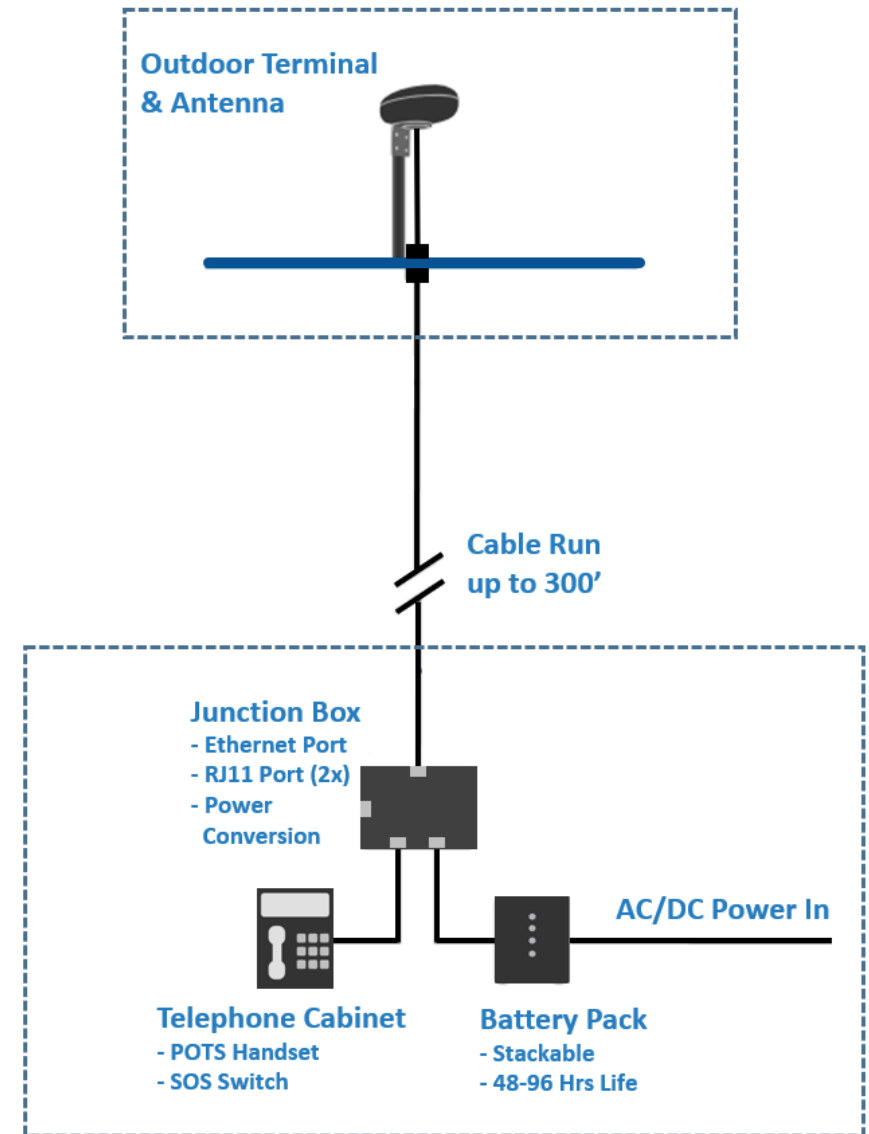 Outdoor Terminal
& Antenna
Cable Run
up to 300’
Junction Box
- Ethernet Port
- RJ11 Port (2x)
- Power
Conversion
AC/DC Power In
Telephone Cabinet
- POTS Handset
- SOS Switch
Battery Pack
- Stackable
- 48-96 Hrs Life